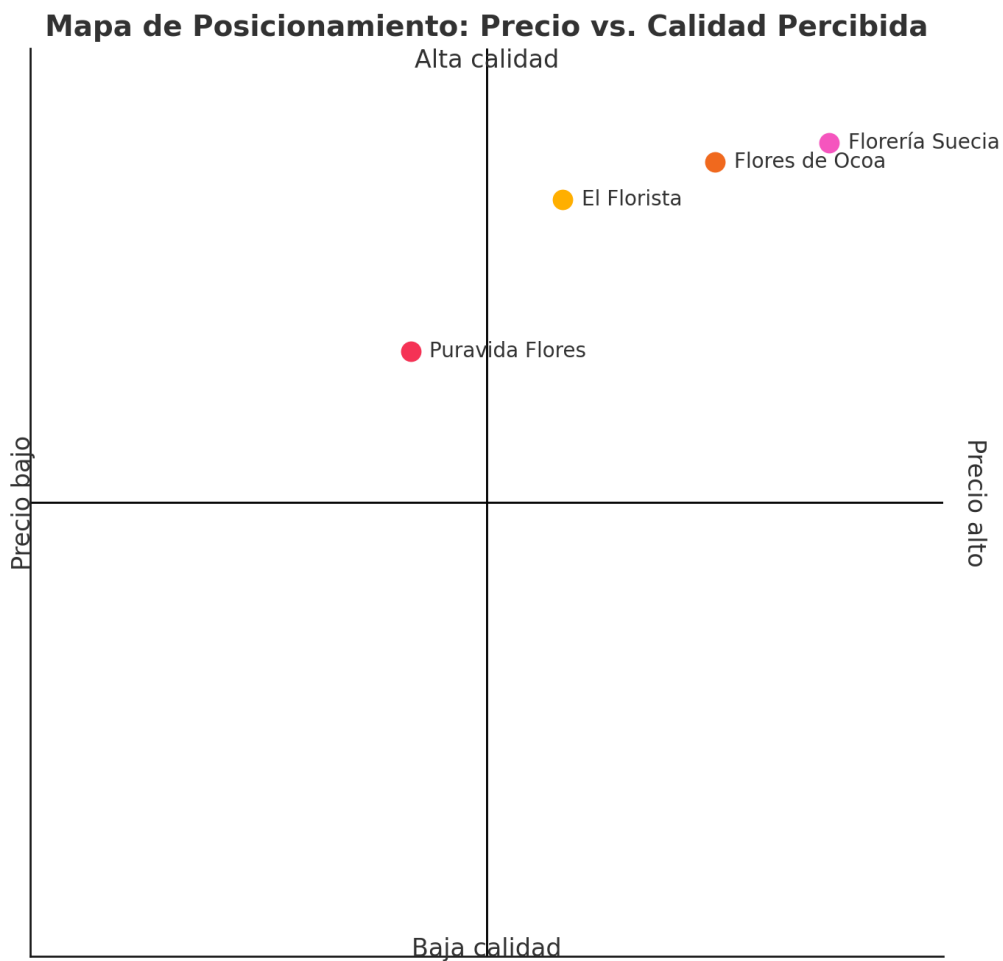 Mapa de Posicionamiento: Precio vs. Calidad Percibida
Alta calidad
Florería Suecia
Flores de Ocoa
El Florista
Puravida Flores
Precio bajo
Precio alto
Baja calidad